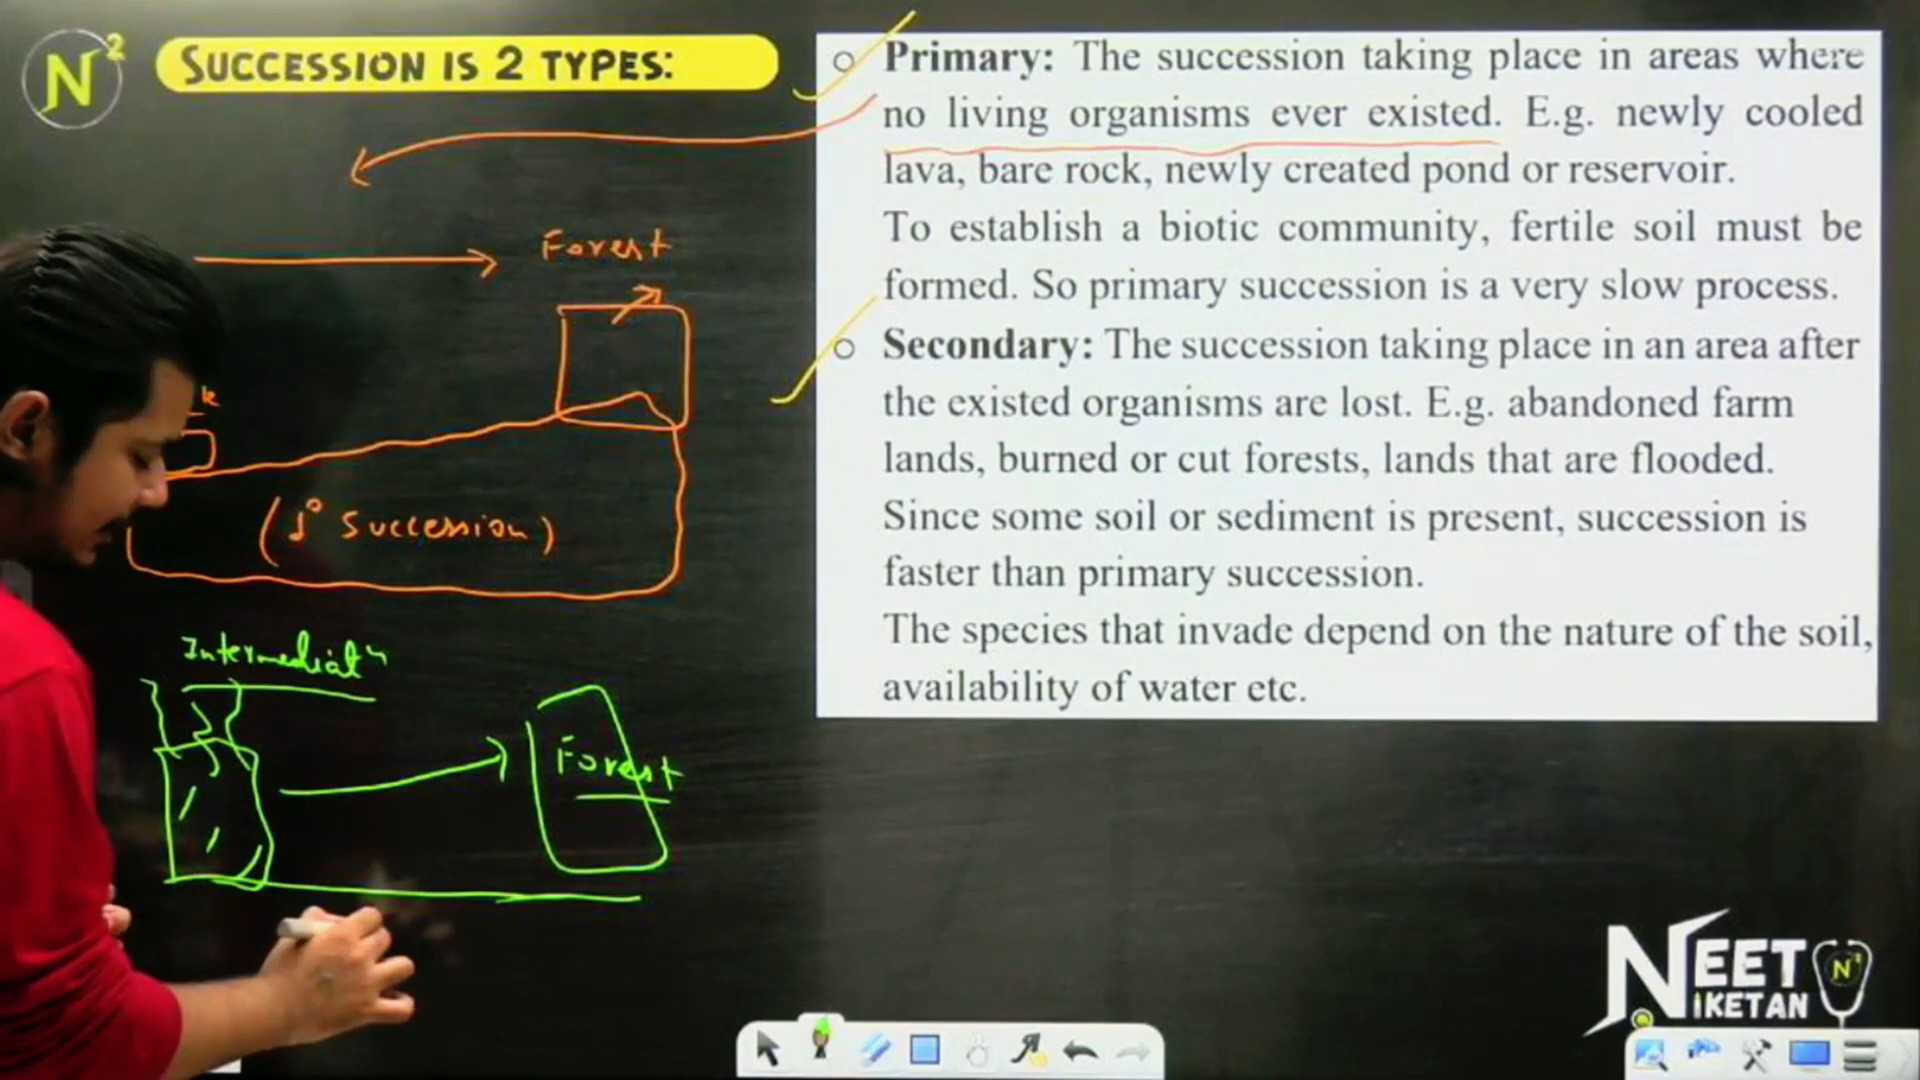 N²
SUCCESSION IS 2 TYPES:
Primary: The succession taking place in areas where
no living organisms ever existed. E.g. newly cooled
lava, bare rock, newly created pond or reservoir.
To establish a biotic community, fertile soil must be
formed. So primary succession is a very slow process.
Secondary: The succession taking place in an area after
the existed organisms are lost. E.g. abandoned farm
lands, burned or cut forests, lands that are flooded.
Since some soil or sediment is present, succession is
faster than primary succession.
The species that invade depend on the nature of the soil,
availability of water etc.
Forest
(1° Succession)
Forest
NEET
NIKETAN
N²